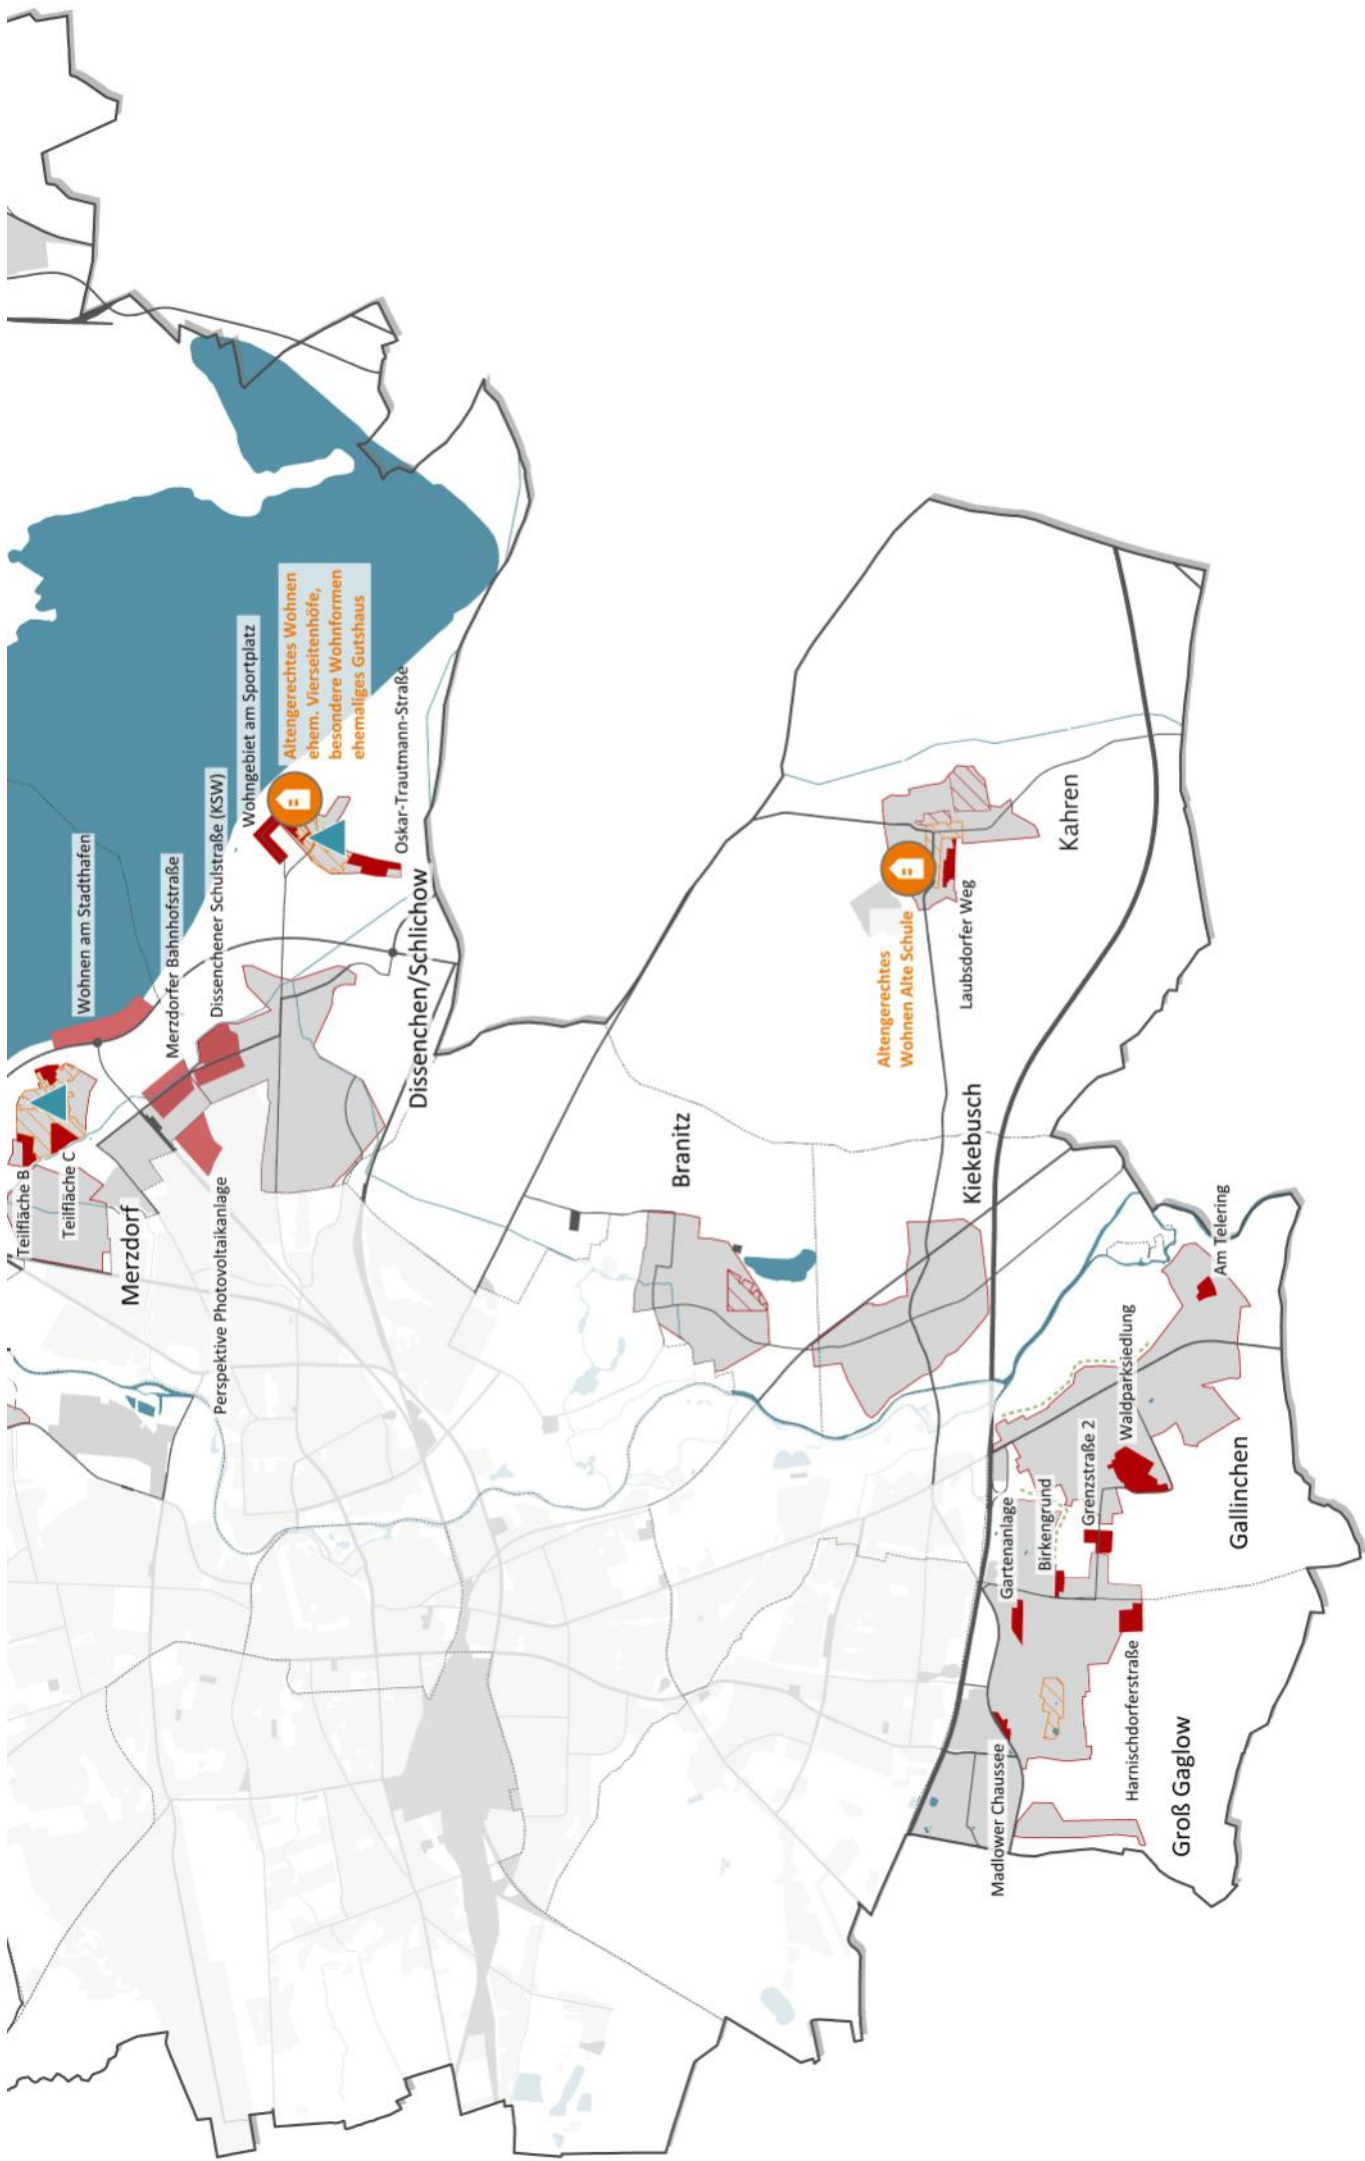 Wohnen am Stadthafen
Merzdorfer Bahnhofstraße
Dissenchener Schulstraße (KSW)
Wohngebiet am Sportplatz
Altengerechtes Wohnen
ehem. Vierseitenhöfe,
besondere Wohnformen
ehemaliges Gutshaus
Oskar-Trautmann-Straße
Dissenchen/Schlichow
Teilfläche B
Teilfläche C
Merzdorf
Perspektive Photovoltaikanlage
Branitz
Altengerechtes
Wohnen Alte Schule
Laubsdorfer Weg
Kahren
Kiekebusch
Gartenanlage
Birkengrund
Grenzstraße 2
Waldparksiedlung
Am Telering
Gallinchen
Madlower Chaussee
Harnischdorferstraße
Groß Gaglow